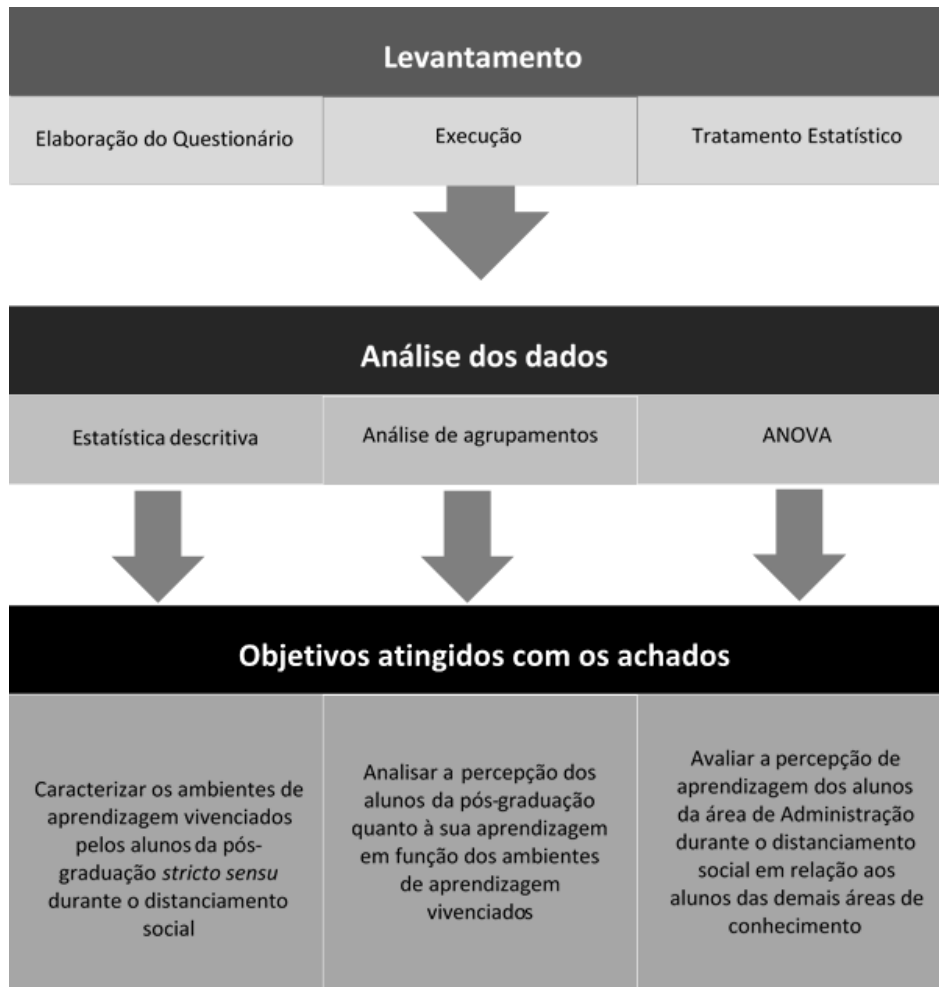 Levantamento
Elaboração do Questionário
Execução
Tratamento Estatístico
Análise dos dados
Estatística descritiva
Análise de agrupamentos
ANOVA
Objetivos atingidos com os achados
Caracterizar os ambientes de
aprendizagem vivenciados
pelos alunos da pós-
graduação stricto sensu
durante o distanciamento
social
Analisar a percepção dos
alunos da pós-graduação
quanto à sua aprendizagem
em função dos ambientes
de aprendizagem
vivenciados
Avaliar a percepção de
aprendizagem dos alunos
da área de Administração
durante o distanciamento
social em relação aos
alunos das demais áreas de
conhecimento